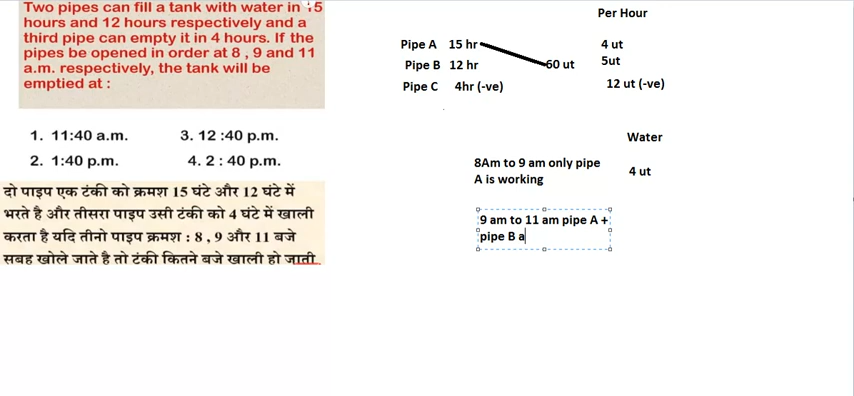 Two pipes can fill a tank with water in 15
hours and 12 hours respectively and a
third pipe can empty it in 4 hours. If the
pipes be opened in order at 8 , 9 and 11
a.m. respectively, the tank will be
emptied at :
1. 11:40 a.m.
3. 12 :40 p.m.
2. 1:40 p.m.
4. 2 : 40 p.m.
दो पाइप एक टंकी को क्रमश 15 घंटे और 12 घंटे में
भरते है और तीसरा पाइप उसी टंकी को 4 घंटे में खाली
करता है यदि तीनो पाइप क्रमश : 8 , 9 और 11 बजे
सबह खोले जाते है तो टंकी कितने बजे खाली हो जाती
Per Hour
Pipe A 15 hr
4 ut
Pipe B 12 hr
60 ut
5ut
Pipe C 4hr (-ve)
12 ut (-ve)
Water
8Am to 9 am only pipe
A is working
4 ut
9 am to 11 am pipe A +
pipe B a